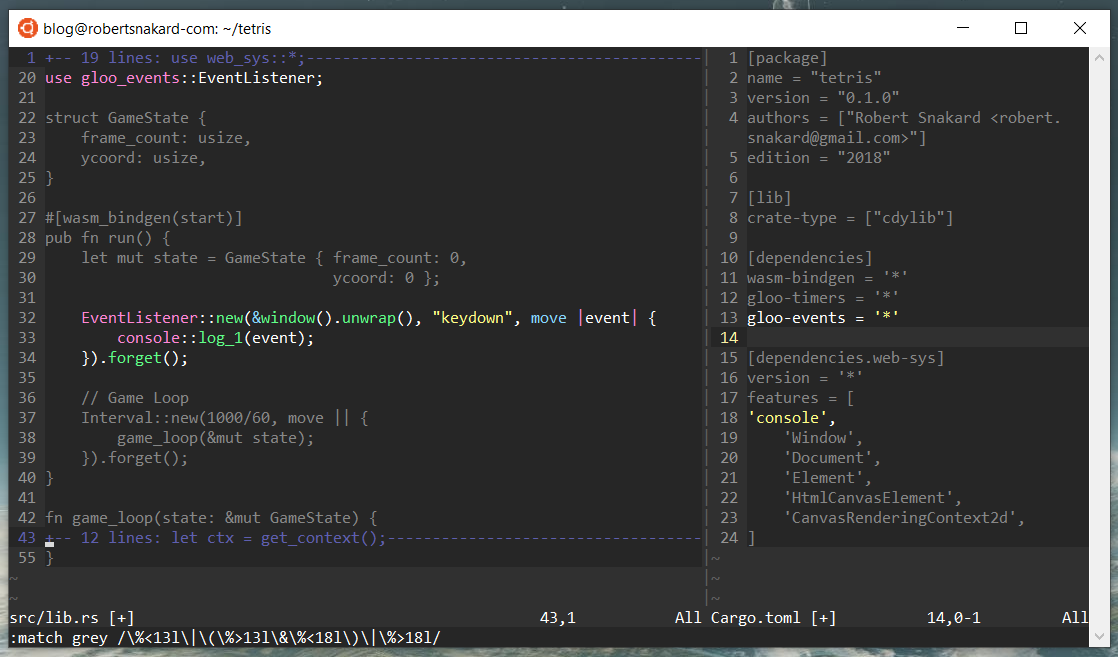 blog@robertsnakard-com: ~/tetris
1 +-- 19 lines: use web_sys::*;--------------------------------------------
20 use gloo_events::EventListener;
21
22 struct GameState {
23     frame_count: usize,
24     ycoord: usize,
25 }
26
27 #[wasm_bindgen(start)]
28 pub fn run() {
29     let mut state = GameState { frame_count: 0,
30                                 ycoord: 0 };
31
32     EventListener::new(&window().unwrap(), "keydown", move |event| {
33         console::log_1(event);
34     }).forget();
35
36     // Game Loop
37     Interval::new(1000/60, move || {
38         game_loop(&mut state);
39     }).forget();
40 }
41
42 fn game_loop(state: &mut GameState) {
43 +-- 12 lines: let ctx = get_context();-----------------------------------
55 }
~
~
src/lib.rs [+] 43,1 All
1 [package]
2 name = "tetris"
3 version = "0.1.0"
4 authors = ["Robert Snakard <robert.
snakard@gmail.com>"]
5 edition = "2018"
6
7 [lib]
8 crate-type = ["cdylib"]
9
10 [dependencies]
11 wasm-bindgen = '*'
12 gloo-timers = '*'
13 gloo-events = '*'
14
15 [dependencies.web-sys]
16 version = '*'
17 features = [
18 'console',
19     'Window',
20     'Document',
21     'Element',
22     'HtmlCanvasElement',
23     'CanvasRenderingContext2d',
24 ]
~
~
~
Cargo.toml [+] 14,0-1 All
:match grey /\%<13l\|\(\%>13l\&\%<18l\)\|\%>18l/